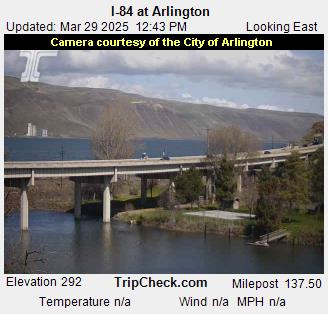 I-84 at Arlington
Updated: Mar 29 2025 12:43 PM Looking East
Camera courtesy of the City of Arlington
Elevation 292 TripCheck.com Milepost 137.50
Temperature n/a Wind n/a MPH n/a